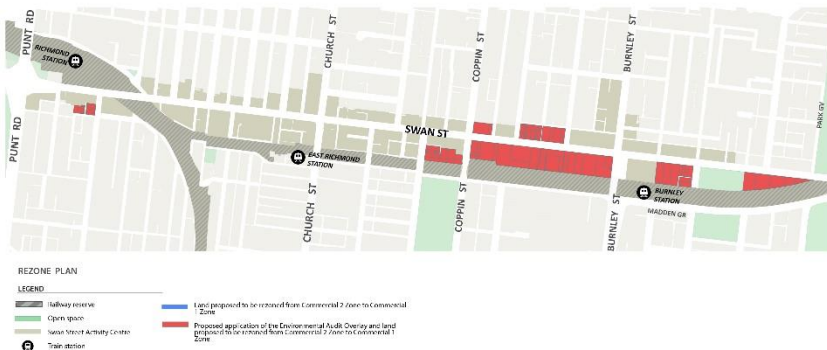 PUNT RD
RICHMOND
STATION
CHURCH ST
COPPIN ST
BURNLEY ST
PARK GV
SWAN ST
PUNT RD
EAST RICHMOND
STATION
CHURCH ST
COPPIN ST
BURNLEY ST
BURNLEY
STATION
MADDEN GR
REZONE PLAN
LEGEND
Railway reserve
Open space
Swan Street Activity Centre
Train station
Land proposed to be rezoned from Commercial 2 Zone to Commercial
1 Zone
Proposed application of the Environmental Audit Overlay and land
proposed to be rezoned from Commercial 2 Zone to Commercial 1
Zone